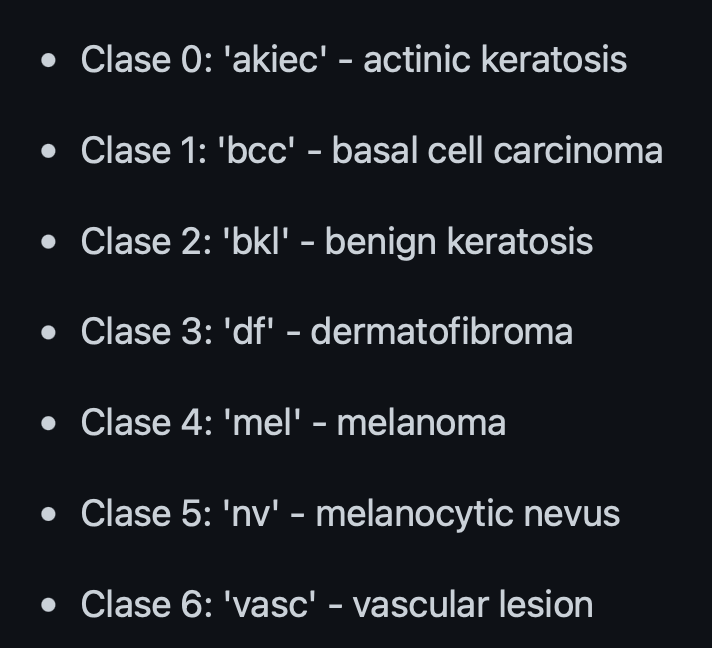 • Clase 0: 'akiec' - actinic keratosis
• Clase 1: 'bcc' - basal cell carcinoma
• Clase 2: 'bkl' - benign keratosis
• Clase 3: 'df' - dermatofibroma
• Clase 4: 'mel' - melanoma
• Clase 5: 'nv' - melanocytic nevus
• Clase 6: 'vasc' - vascular lesion